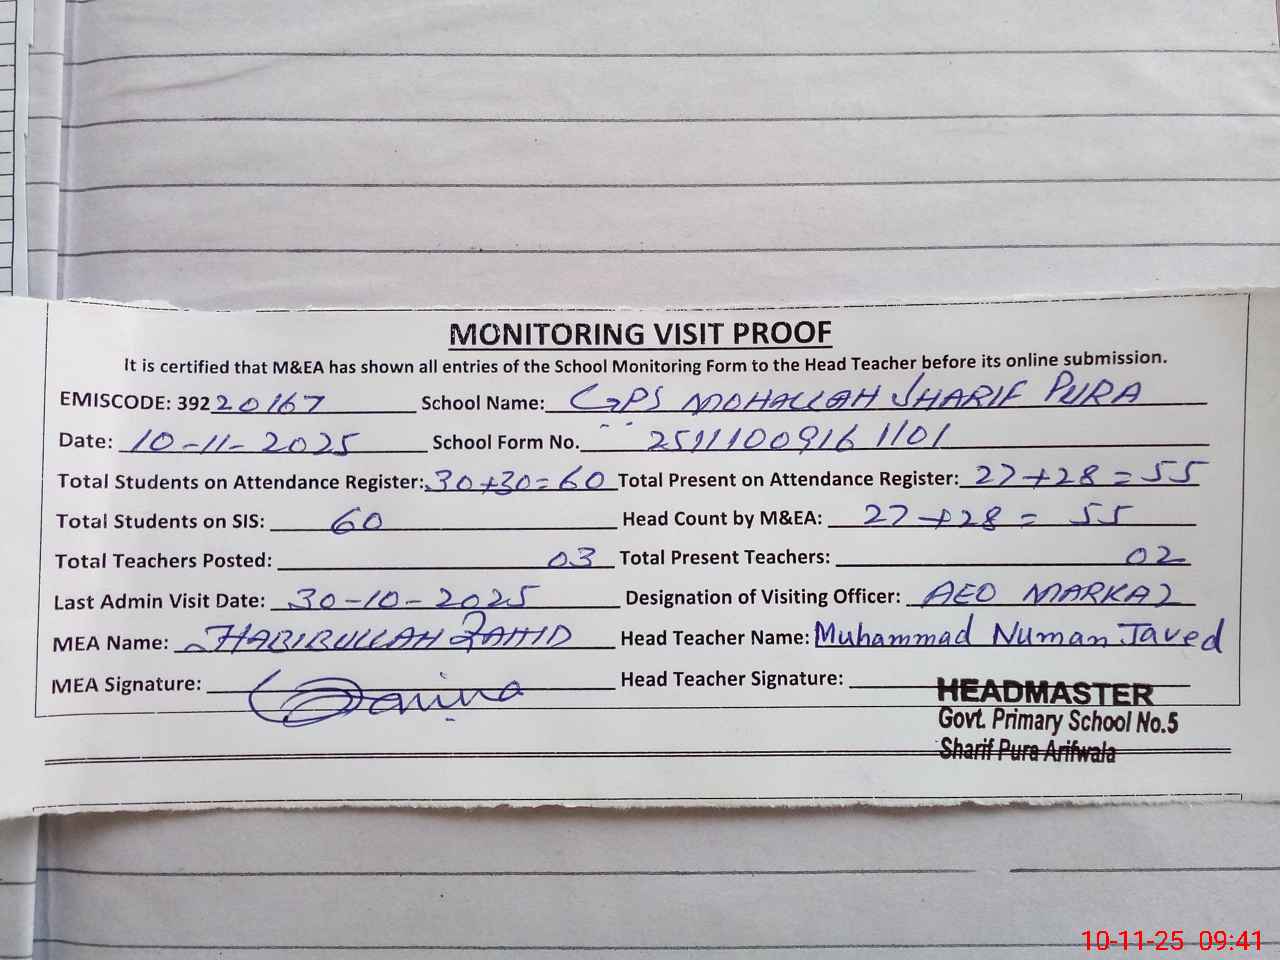 MONITORING VISIT PROOF
It is certified that M&EA has shown all entries of the School Monitoring Form to the Head Teacher before its online submission.
EMISCODE: 39220167 School Name: GPS MOHALLAH SHARIF PURA
Date: 10-11-2025 School Form No. 25111009161101
Total Students on Attendance Register: 30+30=60 Total Present on Attendance Register: 27+28=55
Total Students on SIS: 60 Head Count by M&EA: 27+28= 55
Total Teachers Posted: 03 Total Present Teachers: 02
Last Admin Visit Date: 30-10-2025 Designation of Visiting Officer: AEO MARKAZ
MEA Name: HABIBULLAH ZAHID Head Teacher Name: Muhammad Numan Javed
MEA Signature: Head Teacher Signature:
HEADMASTER
Govt. Primary School No.5
Sharif Pura Arifwala
10-11-25 09:41